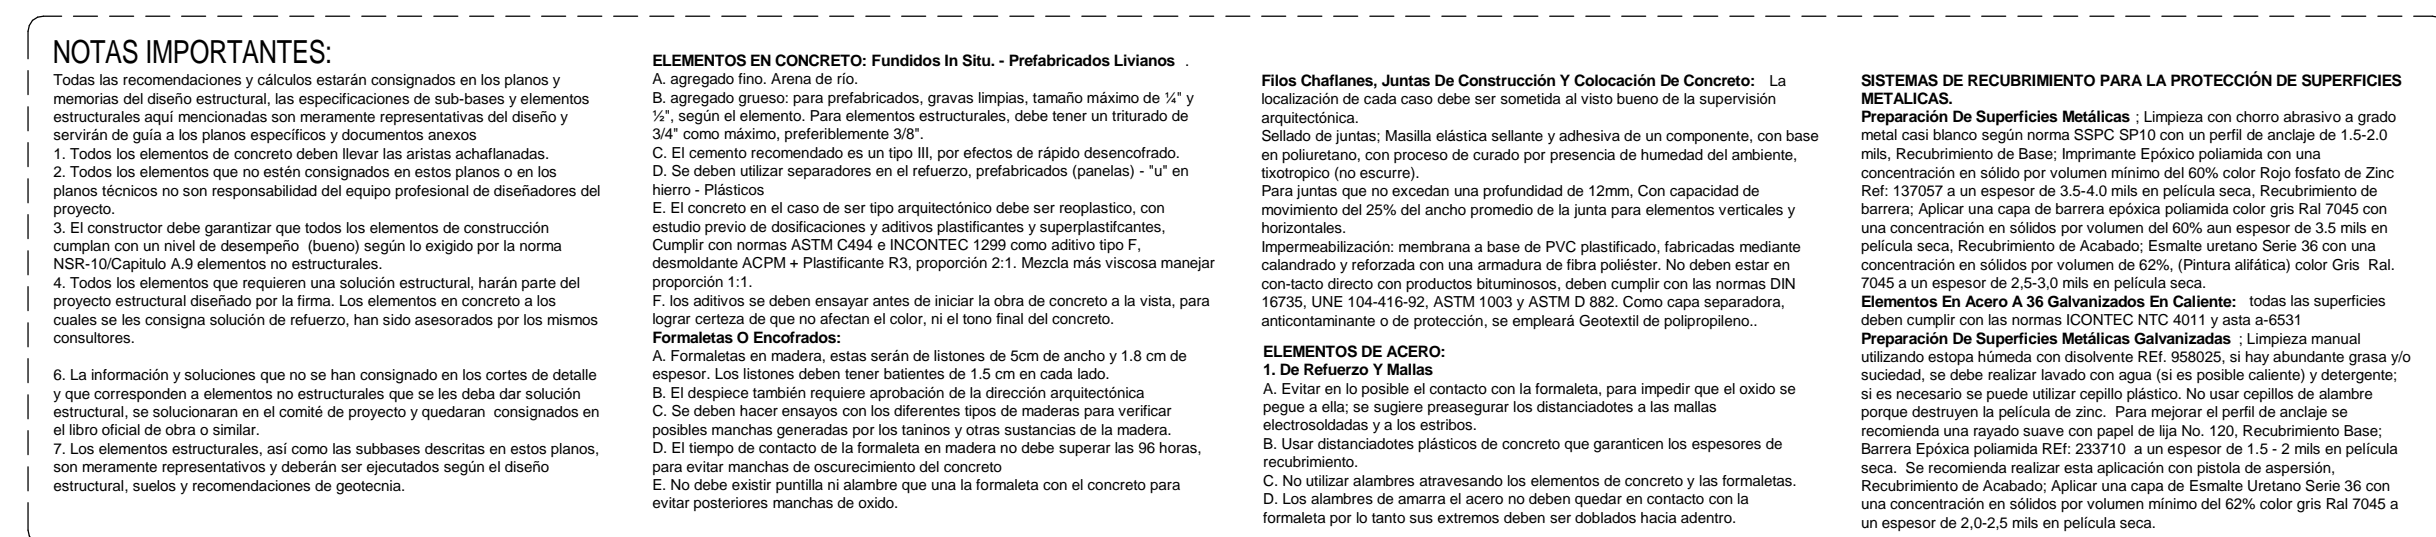 NOTAS IMPORTANTES:
Todas las recomendaciones y cálculos estarán consignados en los planos y
memorias del diseño estructural, las especificaciones de sub-bases y elementos
estructurales aquí mencionadas son meramente representativas del diseño y
servirán de guía a los planos específicos y documentos anexos
1. Todos los elementos de concreto deben llevar las aristas achaflanadas.
2. Todos los elementos que no estén consignados en estos planos o en los
planos técnicos no son responsabilidad del equipo profesional de diseñadores del
proyecto.
3. El constructor debe garantizar que todos los elementos de construcción
cumplan con un nivel de desempeño (bueno) según lo exigido por la norma
NSR-10/Capitulo A.9 elementos no estructurales.
4. Todos los elementos que requieren una solución estructural, harán parte del
proyecto estructural diseñado por la firma. Los elementos en concreto a los
cuales se les consigna solución de refuerzo, han sido asesorados por los mismos
consultores.
6. La información y soluciones que no se han consignado en los cortes de detalle
y que corresponden a elementos no estructurales que se les deba dar solución
estructural, se solucionaran en el comité de proyecto y quedaran consignados en
el libro oficial de obra o similar.
7. Los elementos estructurales, así como las subbases descritas en estos planos,
son meramente representativos y deberán ser ejecutados según el diseño
estructural, suelos y recomendaciones de geotecnia.
ELEMENTOS EN CONCRETO: Fundidos In Situ. - Prefabricados Livianos .
A. agregado fino. Arena de río.
B. agregado grueso: para prefabricados, gravas limpias, tamaño máximo de ¼" y
½", según el elemento. Para elementos estructurales, debe tener un triturado de
3/4" como máximo, preferiblemente 3/8".
C. El cemento recomendado es un tipo III, por efectos de rápido desencofrado.
D. Se deben utilizar separadores en el refuerzo, prefabricados (panelas) - "u" en
hierro - Plásticos
E. El concreto en el caso de ser tipo arquitectónico debe ser reoplastico, con
estudio previo de dosificaciones y aditivos plastificantes y superplastifcantes,
Cumplir con normas ASTM C494 e INCONTEC 1299 como aditivo tipo F,
desmoldante ACPM + Plastificante R3, proporción 2:1. Mezcla más viscosa manejar
proporción 1:1.
F. los aditivos se deben ensayar antes de iniciar la obra de concreto a la vista, para
lograr certeza de que no afectan el color, ni el tono final del concreto.
Formaletas O Encofrados:
A. Formaletas en madera, estas serán de listones de 5cm de ancho y 1.8 cm de
espesor. Los listones deben tener batientes de 1.5 cm en cada lado.
B. El despiece también requiere aprobación de la dirección arquitectónica
C. Se deben hacer ensayos con los diferentes tipos de maderas para verificar
posibles manchas generadas por los taninos y otras sustancias de la madera.
D. El tiempo de contacto de la formaleta en madera no debe superar las 96 horas,
para evitar manchas de oscurecimiento del concreto
E. No debe existir puntilla ni alambre que una la formaleta con el concreto para
evitar posteriores manchas de oxido.
Filos Chaflanes, Juntas De Construcción Y Colocación De Concreto: La
localización de cada caso debe ser sometida al visto bueno de la supervisión
arquitectónica.
Sellado de juntas; Masilla elástica sellante y adhesiva de un componente, con base
en poliuretano, con proceso de curado por presencia de humedad del ambiente,
tixotropico (no escurre).
Para juntas que no excedan una profundidad de 12mm, Con capacidad de
movimiento del 25% del ancho promedio de la junta para elementos verticales y
horizontales.
Impermeabilización: membrana a base de PVC plastificado, fabricadas mediante
calandrado y reforzada con una armadura de fibra poliéster. No deben estar en
con-tacto directo con productos bituminosos, deben cumplir con las normas DIN
16735, UNE 104-416-92, ASTM 1003 y ASTM D 882. Como capa separadora,
anticontaminante o de protección, se empleará Geotextil de polipropileno..
ELEMENTOS DE ACERO:
1. De Refuerzo Y Mallas
A. Evitar en lo posible el contacto con la formaleta, para impedir que el oxido se
pegue a ella; se sugiere preasegurar los distanciadotes a las mallas
electrosoldadas y a los estribos.
B. Usar distanciadotes plásticos de concreto que garanticen los espesores de
recubrimiento.
C. No utilizar alambres atravesando los elementos de concreto y las formaletas.
D. Los alambres de amarra el acero no deben quedar en contacto con la
formaleta por lo tanto sus extremos deben ser doblados hacia adentro.
SISTEMAS DE RECUBRIMIENTO PARA LA PROTECCIÓN DE SUPERFICIES
METALICAS.
Preparación De Superficies Metálicas ; Limpieza con chorro abrasivo a grado
metal casi blanco según norma SSPC SP10 con un perfil de anclaje de 1.5-2.0
mils, Recubrimiento de Base; Imprimante Epóxico poliamida con una
concentración en sólido por volumen mínimo del 60% color Rojo fosfato de Zinc
Ref: 137057 a un espesor de 3.5-4.0 mils en película seca, Recubrimiento de
barrera; Aplicar una capa de barrera epóxica poliamida color gris Ral 7045 con
una concentración en sólidos por volumen del 60% aun espesor de 3.5 mils en
película seca, Recubrimiento de Acabado; Esmalte uretano Serie 36 con una
concentración en sólidos por volumen de 62%, (Pintura alifática) color Gris Ral.
7045 a un espesor de 2,5-3,0 mils en película seca.
Elementos En Acero A 36 Galvanizados En Caliente: todas las superficies
deben cumplir con las normas ICONTEC NTC 4011 y asta a-6531
Preparación De Superficies Metálicas Galvanizadas ; Limpieza manual
utilizando estopa húmeda con disolvente REf. 958025, si hay abundante grasa y/o
suciedad, se debe realizar lavado con agua (si es posible caliente) y detergente;
si es necesario se puede utilizar cepillo plástico. No usar cepillos de alambre
porque destruyen la película de zinc. Para mejorar el perfil de anclaje se
recomienda una rayado suave con papel de lija No. 120, Recubrimiento Base;
Barrera Epóxica poliamida REf: 233710 a un espesor de 1.5 - 2 mils en película
seca. Se recomienda realizar esta aplicación con pistola de aspersión,
Recubrimiento de Acabado; Aplicar una capa de Esmalte Uretano Serie 36 con
una concentración en sólidos por volumen mínimo del 62% color gris Ral 7045 a
un espesor de 2,0-2,5 mils en película seca.